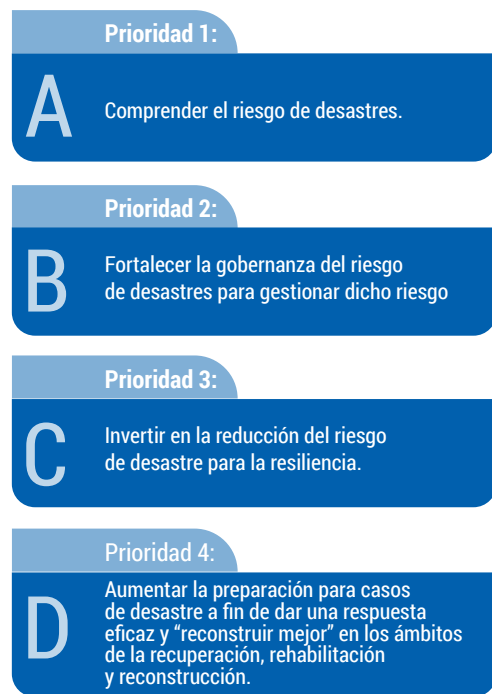 Prioridad 1:
A
Comprender el riesgo de desastres.
Prioridad 2:
B
Fortalecer la gobernanza del riesgo
de desastres para gestionar dicho riesgo
Prioridad 3:
C
Invertir en la reducción del riesgo
de desastre para la resiliencia.
Prioridad 4:
D
Aumentar la preparación para casos
de desastre a fin de dar una respuesta
eficaz y “reconstruir mejor” en los ámbitos
de la recuperación, rehabilitación
y reconstrucción.